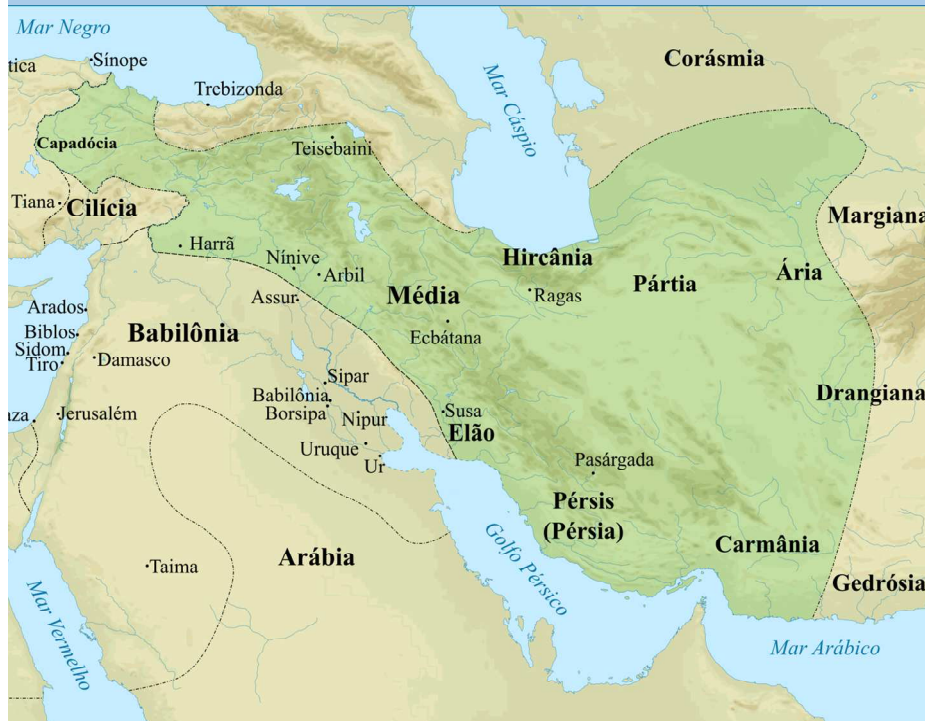 Mar Negro
Sínope
tica
Trebizonda
Corásmia
Mar Cáspio
Capadócia
Teisebaini
Tiana
Cilícia
Margiana
Harrã
Nínive
Arbil
Hircânia
Pártia
Ária
Assur
Média
Ragas
Arados
Biblos
Sidom
Tiro
Babilônia
Damasco
Ecbátana
Sipar
Babilônia
Borsipa
Nipur
Drangiana
aza
Jerusalém
Susa
Elão
Uruque
Ur
Pasárgada
Pérsis
(Pérsia)
Golfo Pérsico
Carmânia
Arábia
Taima
Gedrósia
Mar Vermelho
Mar Arábico